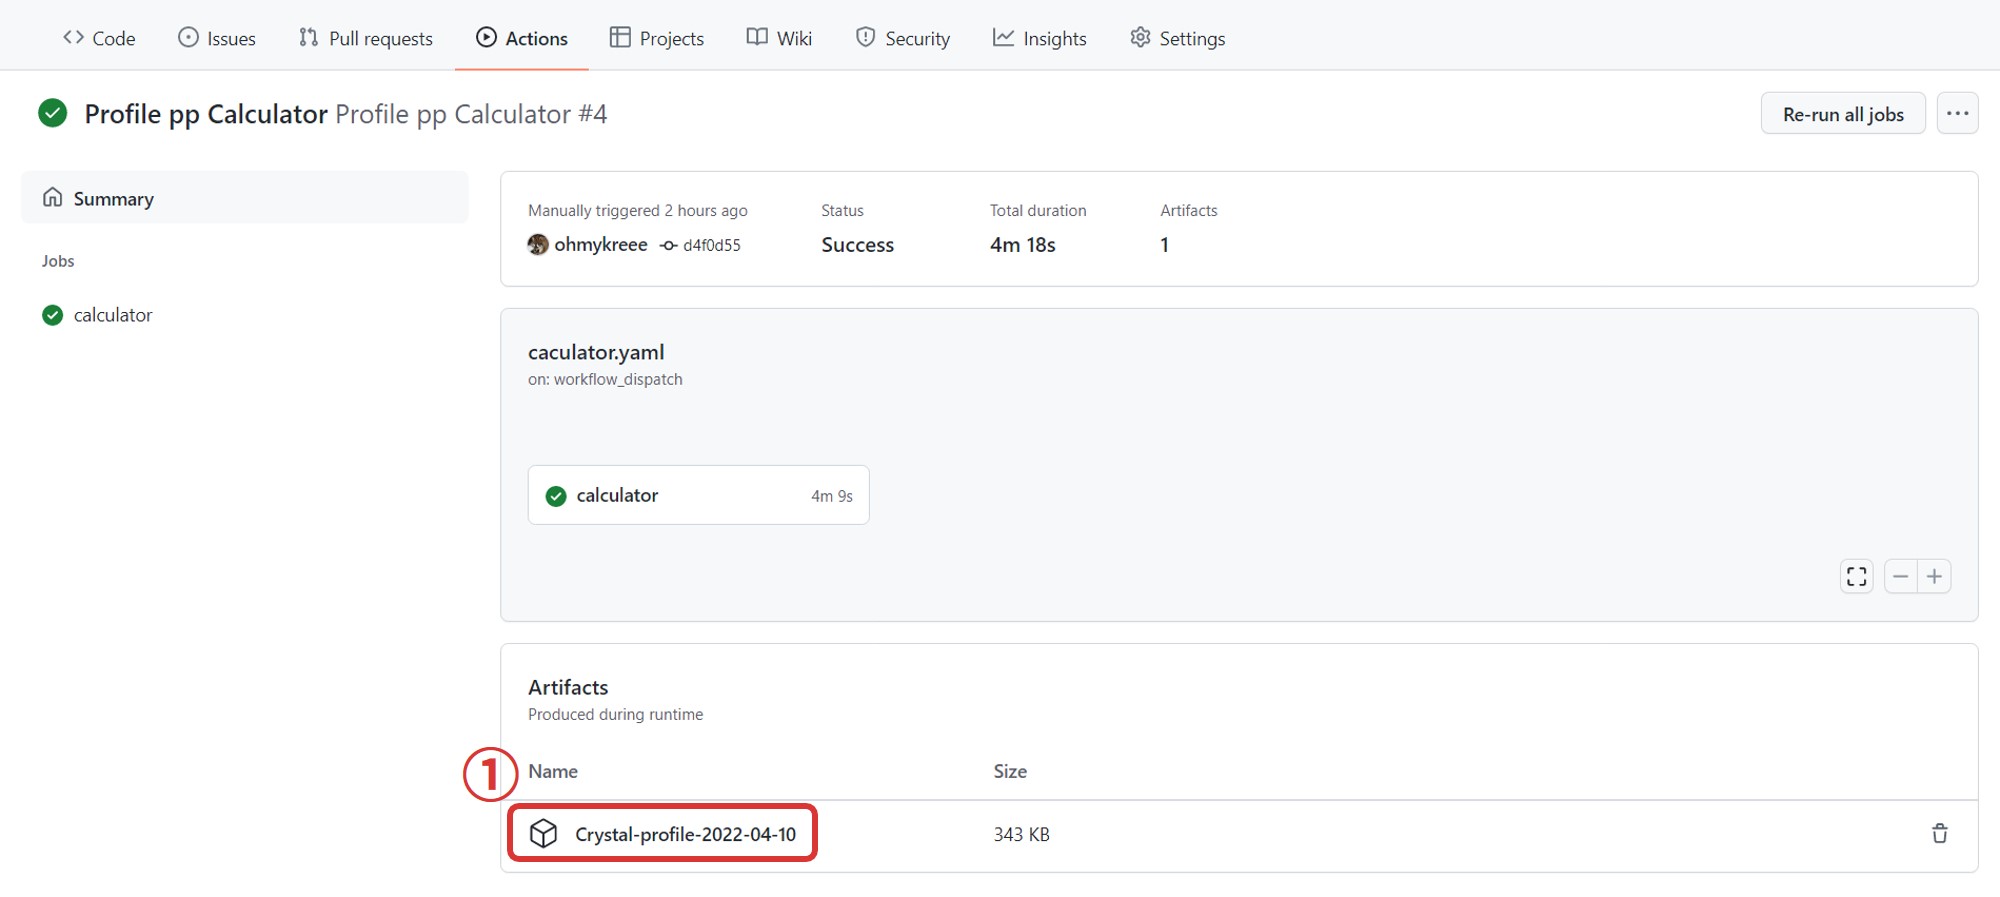 Code Issues Pull requests Actions Projects Wiki Security Insights Settings
Profile pp Calculator Profile pp Calculator #4
Re-run all jobs
Summary
Jobs
calculator
Manually triggered 2 hours ago
ohmykreee d4f0d55
Status
Success
Total duration
4m 18s
Artifacts
1
caculator.yaml
on: workflow_dispatch
calculator 4m 9s
Artifacts
Produced during runtime
1
Name Size
Crystal-profile-2022-04-10 343 KB